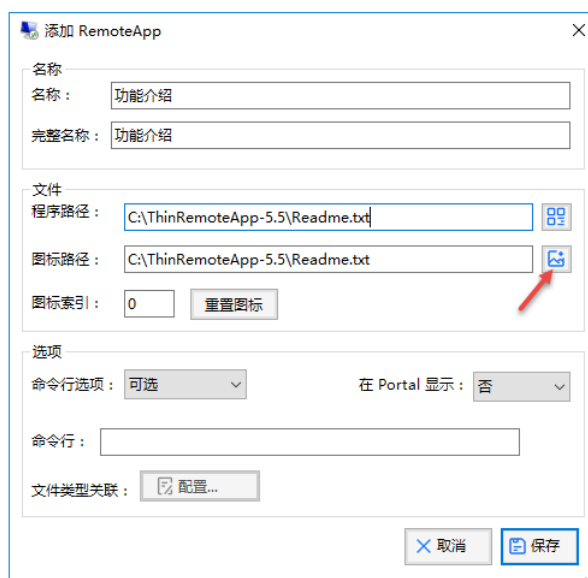 添加 RemoteApp
名称
名称：
功能介绍
完整名称：
功能介绍
文件
程序路径：
C:\ThinRemoteApp-5.5\Readme.txt
图标路径：
C:\ThinRemoteApp-5.5\Readme.txt
图标索引：
0
重置图标
选项
命令行选项：
可选
在 Portal 显示：
否
命令行：
文件类型关联：
配置...
取消
保存